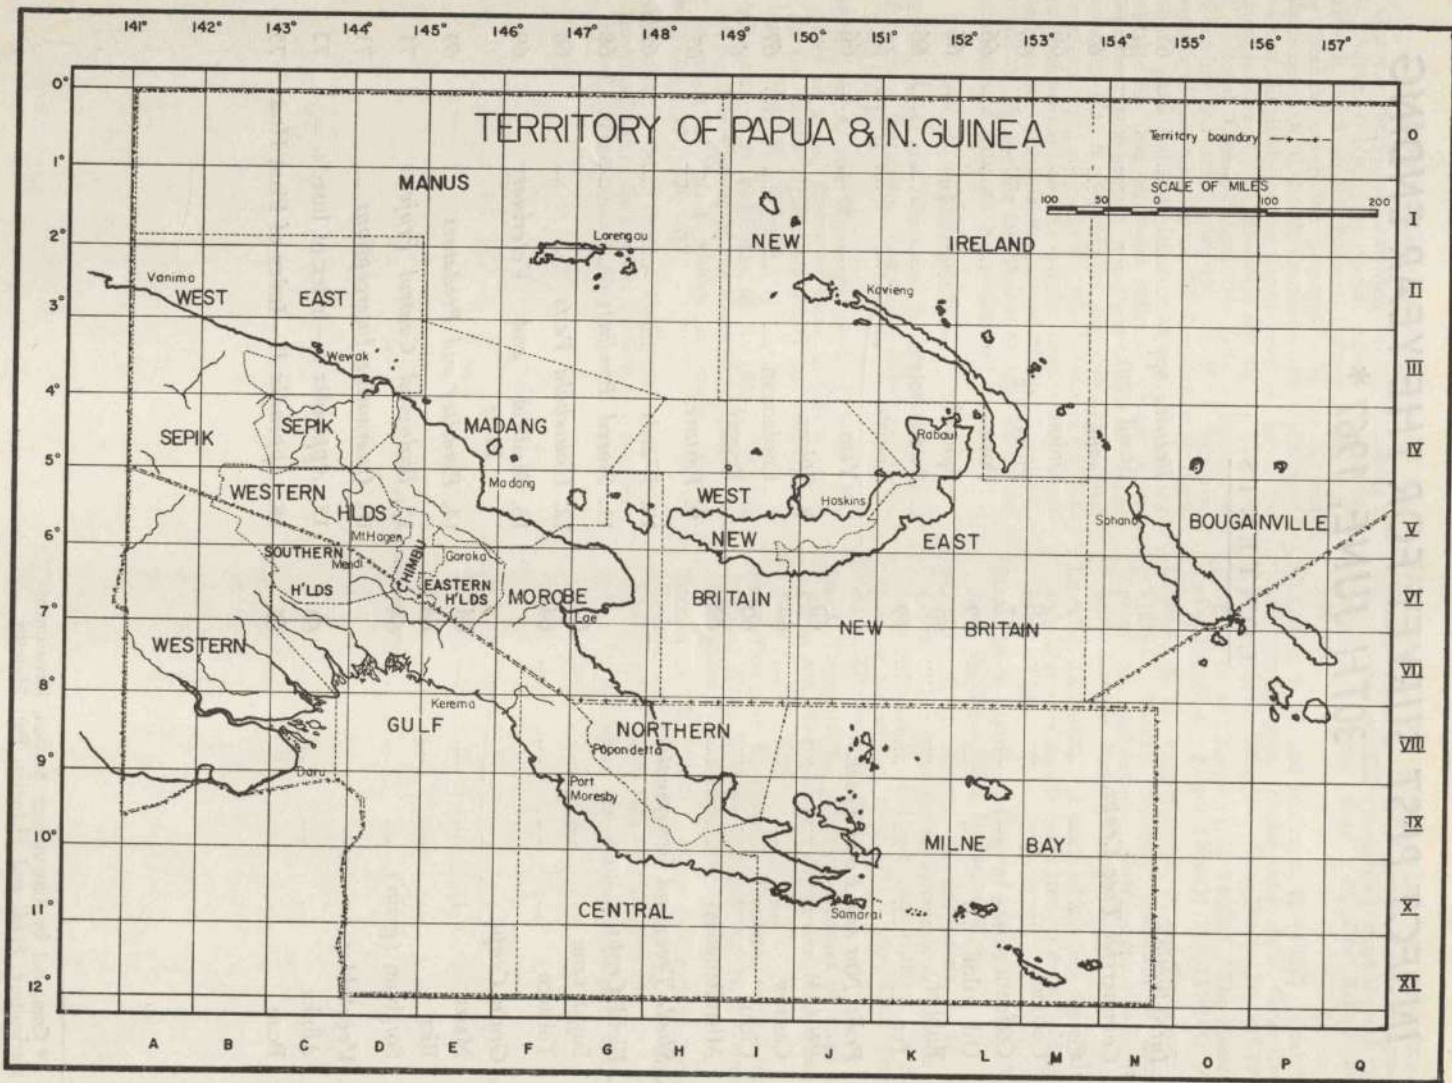 141° 142° 143° 144° 145° 146° 147° 148° 149° 150° 151° 152° 153° 154° 155° 156° 157°
0°
TERRITORY OF PAPUA & N. GUINEA
Territory boundary
O
1°
MANUS
SCALE OF MILES
100 50 0 100 200
I
2°
Lorengau
NEW IRELAND
Vanimo
WEST EAST
Kavieng
II
3°
Wewak
III
4°
SEPIK SEPIK
MADANG
Rabaul
IV
5°
WESTERN
HLDS
Madang
WEST
Hoskins
Sohano
BOUGAINVILLE
V
Mt Hagen
NEW
EAST
6°
SOUTHERN
Mendi
CHIMBU
Goroka
H'LDS
EASTERN
H'LDS
MOROBE
BRITAIN
VI
7°
Lae
NEW BRITAIN
WESTERN
VII
8°
Kerema
GULF
NORTHERN
Popondetta
VIII
9°
Daru
Port
Moresby
IX
10°
MILNE BAY
11°
CENTRAL
Samarai
X
12°
XI
A B C D E F G H I J K L M N O P Q